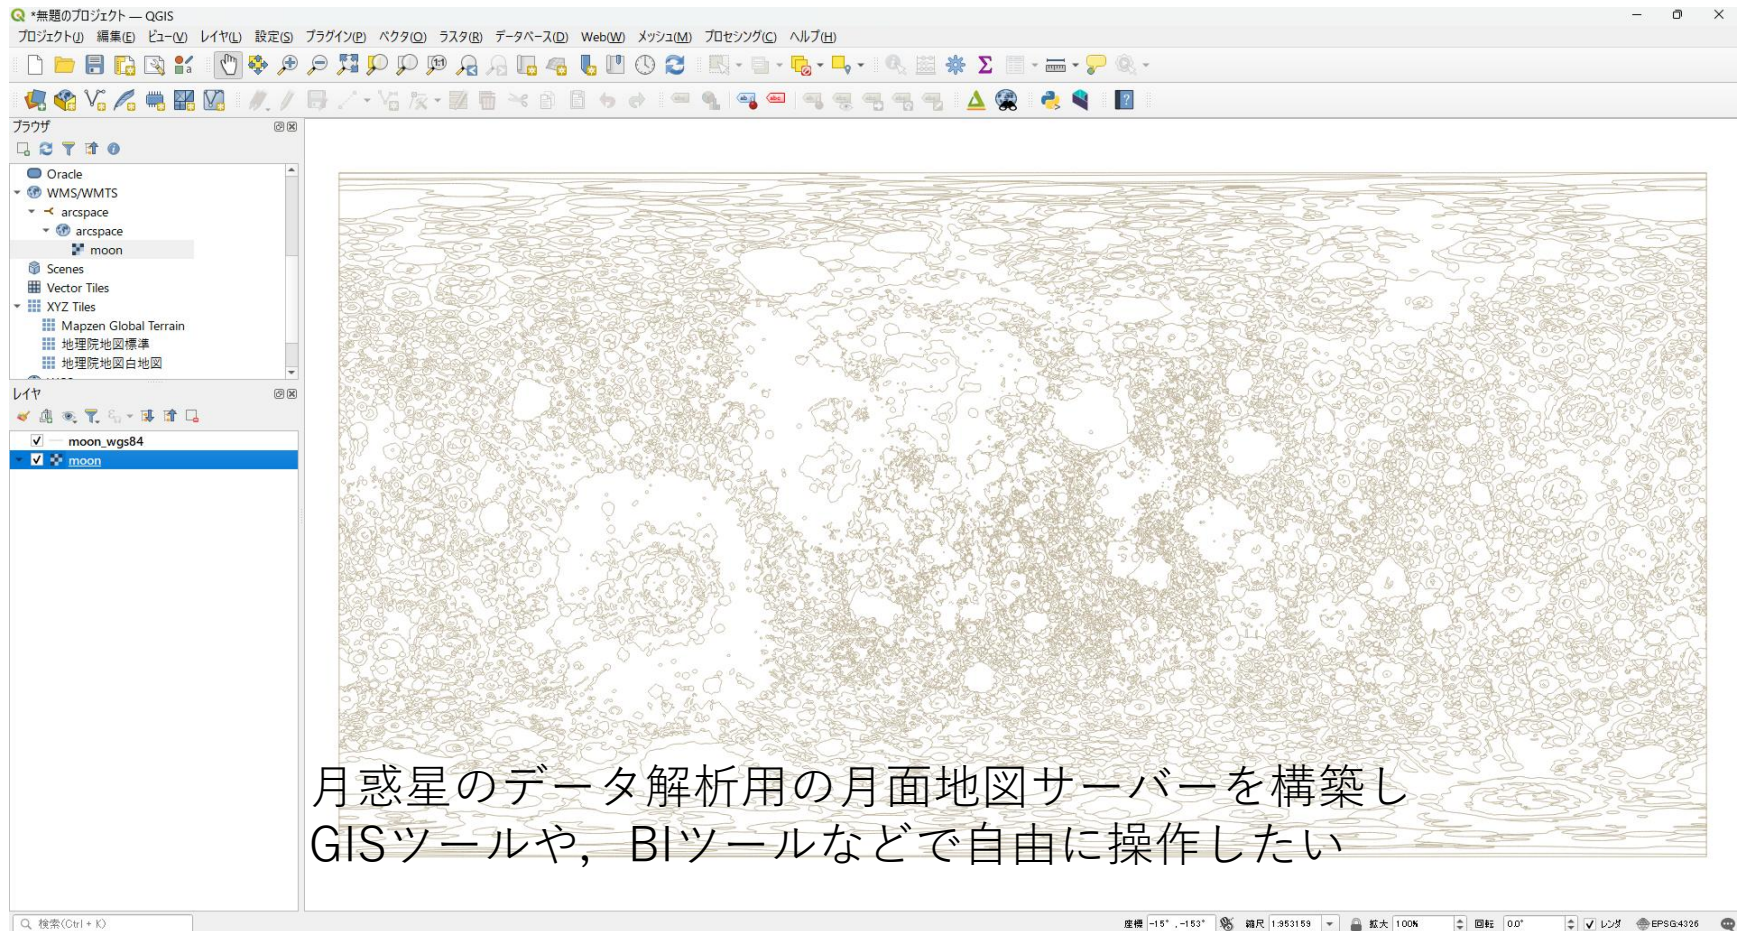 *無題のプロジェクト — QGIS
プロジェクト(J) 編集(E) ビュー(V) レイヤ(L) 設定(S) プラグイン(P) ベクタ(O) ラスタ(R) データベース(D) Web(W) メッシュ(M) プロセシング(C) ヘルプ(H)
ブラウザ
Oracle
WMS/WMTS
arcspace
arcspace
moon
Scenes
Vector Tiles
XYZ Tiles
Mapzen Global Terrain
地理院地図標準
地理院地図白地図
レイヤ
moon_wgs84
moon
月惑星のデータ解析用の月面地図サーバーを構築し
GISツールや，BIツールなどで自由に操作したい
検索(Ctrl + K)
座標 -15°,-153° 縮尺 1:953159 拡大 100% 回転 0.0° レンダ EPSG:4326